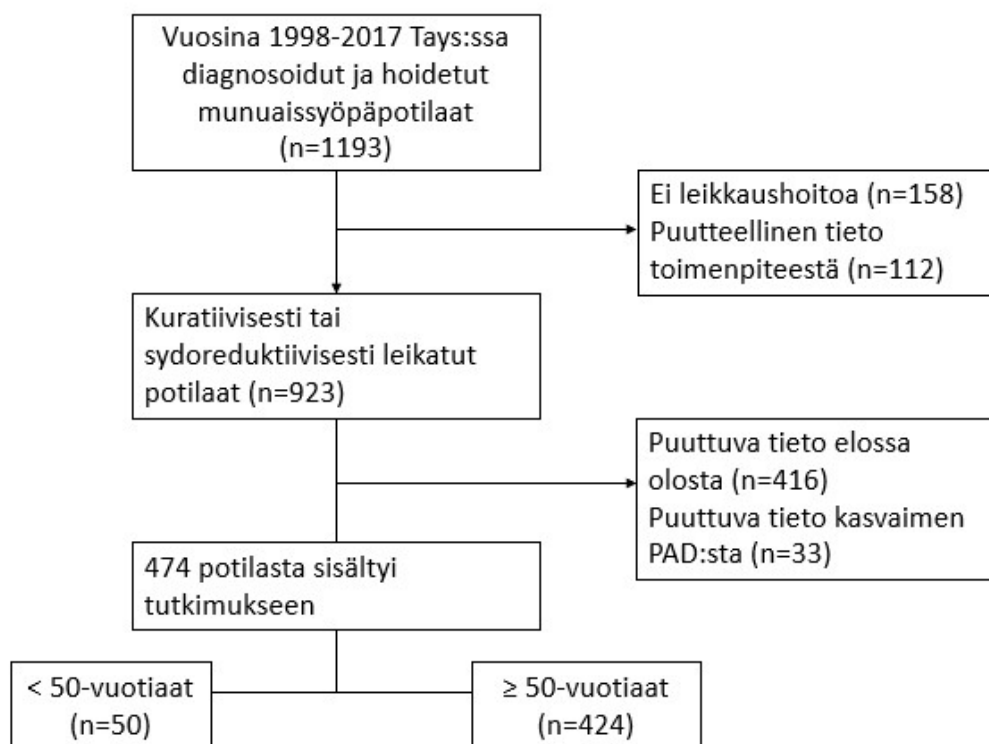 Vuosina 1998-2017 Tays:ssa
diagnosoidut ja hoidetut
munuaissyöpäpotilaat
(n=1193)
Ei leikkaushoitoa (n=158)
Puutteellinen tieto
toimenpiteestä (n=112)
Kuratiivisesti tai
sydoreduktiivisesti leikatut
potilaat (n=923)
Puuttuva tieto elossa
olosta (n=416)
Puuttuva tieto kasvaimen
PAD:sta (n=33)
474 potilasta sisältyi
tutkimukseen
< 50-vuotiaat
(n=50)
≥ 50-vuotiaat
(n=424)